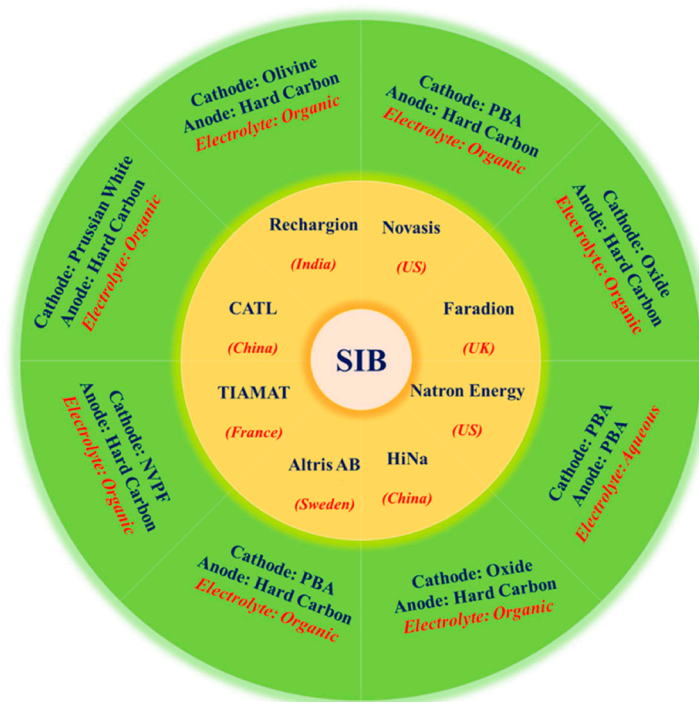 Cathode: Olivine
Anode: Hard Carbon
Electrolyte: Organic
Cathode: PBA
Anode: Hard Carbon
Electrolyte: Organic
Cathode: Oxide
Anode: Hard Carbon
Electrolyte: Organic
Cathode: PBA
Anode: PBA
Electrolyte: Aqueous
Cathode: Oxide
Anode: Hard Carbon
Electrolyte: Organic
Cathode: PBA
Anode: Hard Carbon
Electrolyte: Organic
Cathode: NVPF
Anode: Hard Carbon
Electrolyte: Organic
Cathode: Prussian White
Anode: Hard Carbon
Electrolyte: Organic
Rechargion
(India)
Novasis
(US)
Faradion
(UK)
Natron Energy
(US)
HiNa
(China)
Altris AB
(Sweden)
TIAMAT
(France)
CATL
(China)
SIB